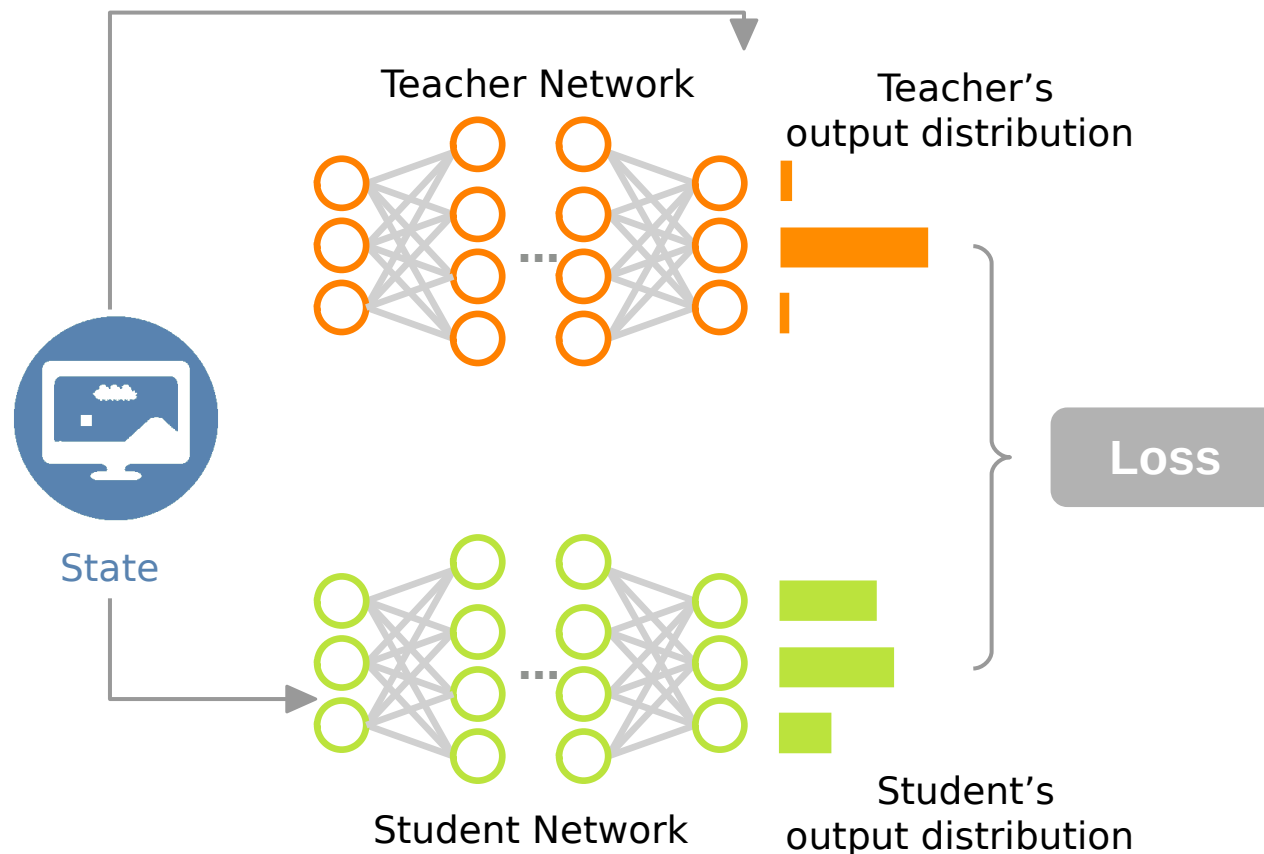 Teacher Network
Teacher’s
output distribution
...
Loss
State
...
Student Network
Student’s
output distribution